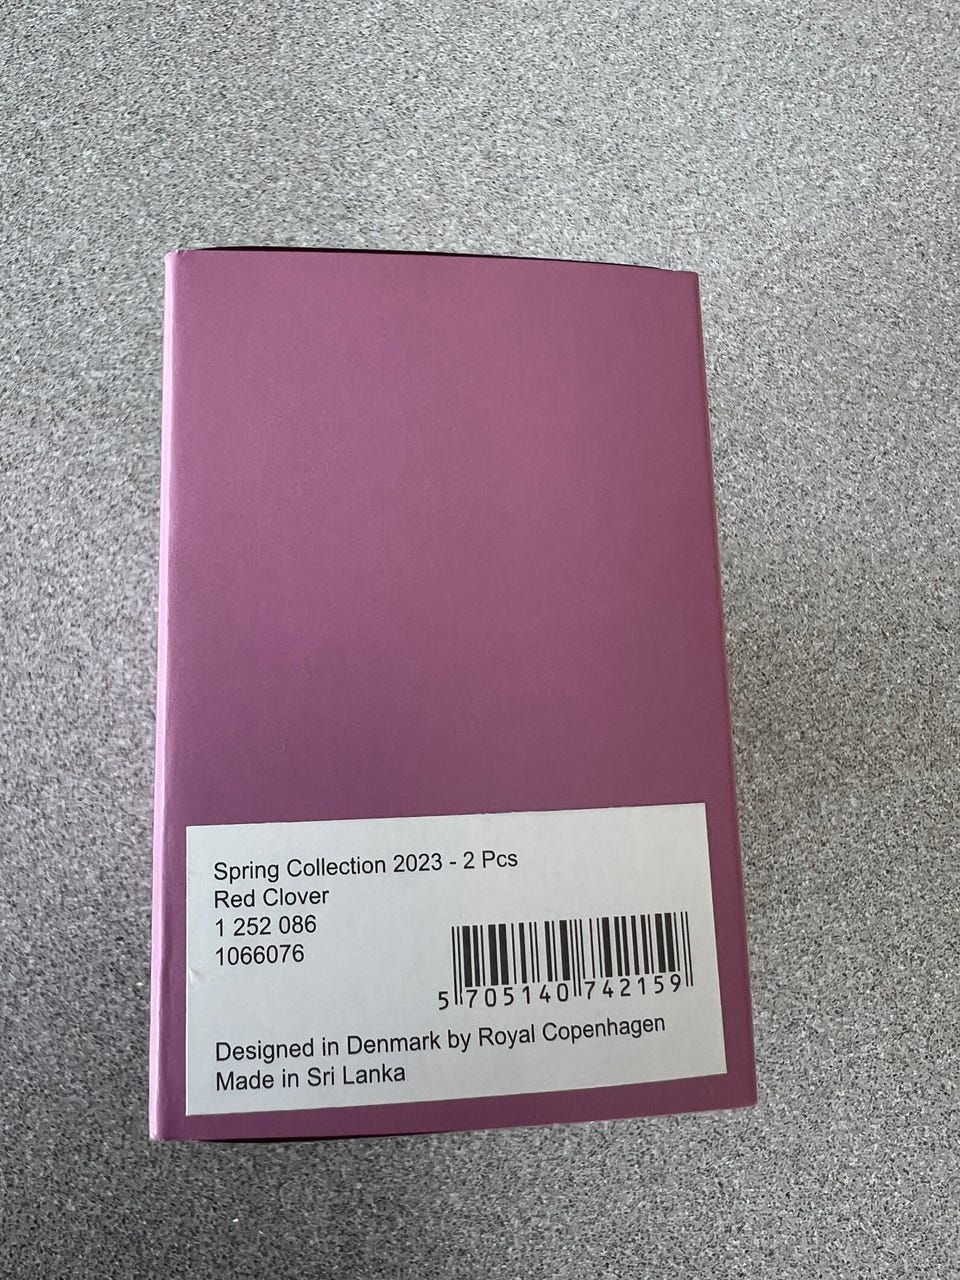 Spring Collection 2023 - 2 Pcs
Red Clover
1 252 086
1066076
5 705140 742159
Designed in Denmark by Royal Copenhagen
Made in Sri Lanka